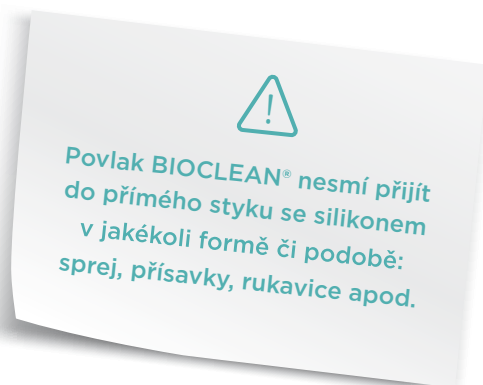 Povlak BIOCLEAN® nesmí přijít
do přímého styku se silikonem
v jakékoli formě či podobě:
sprej, přísavky, rukavice apod.